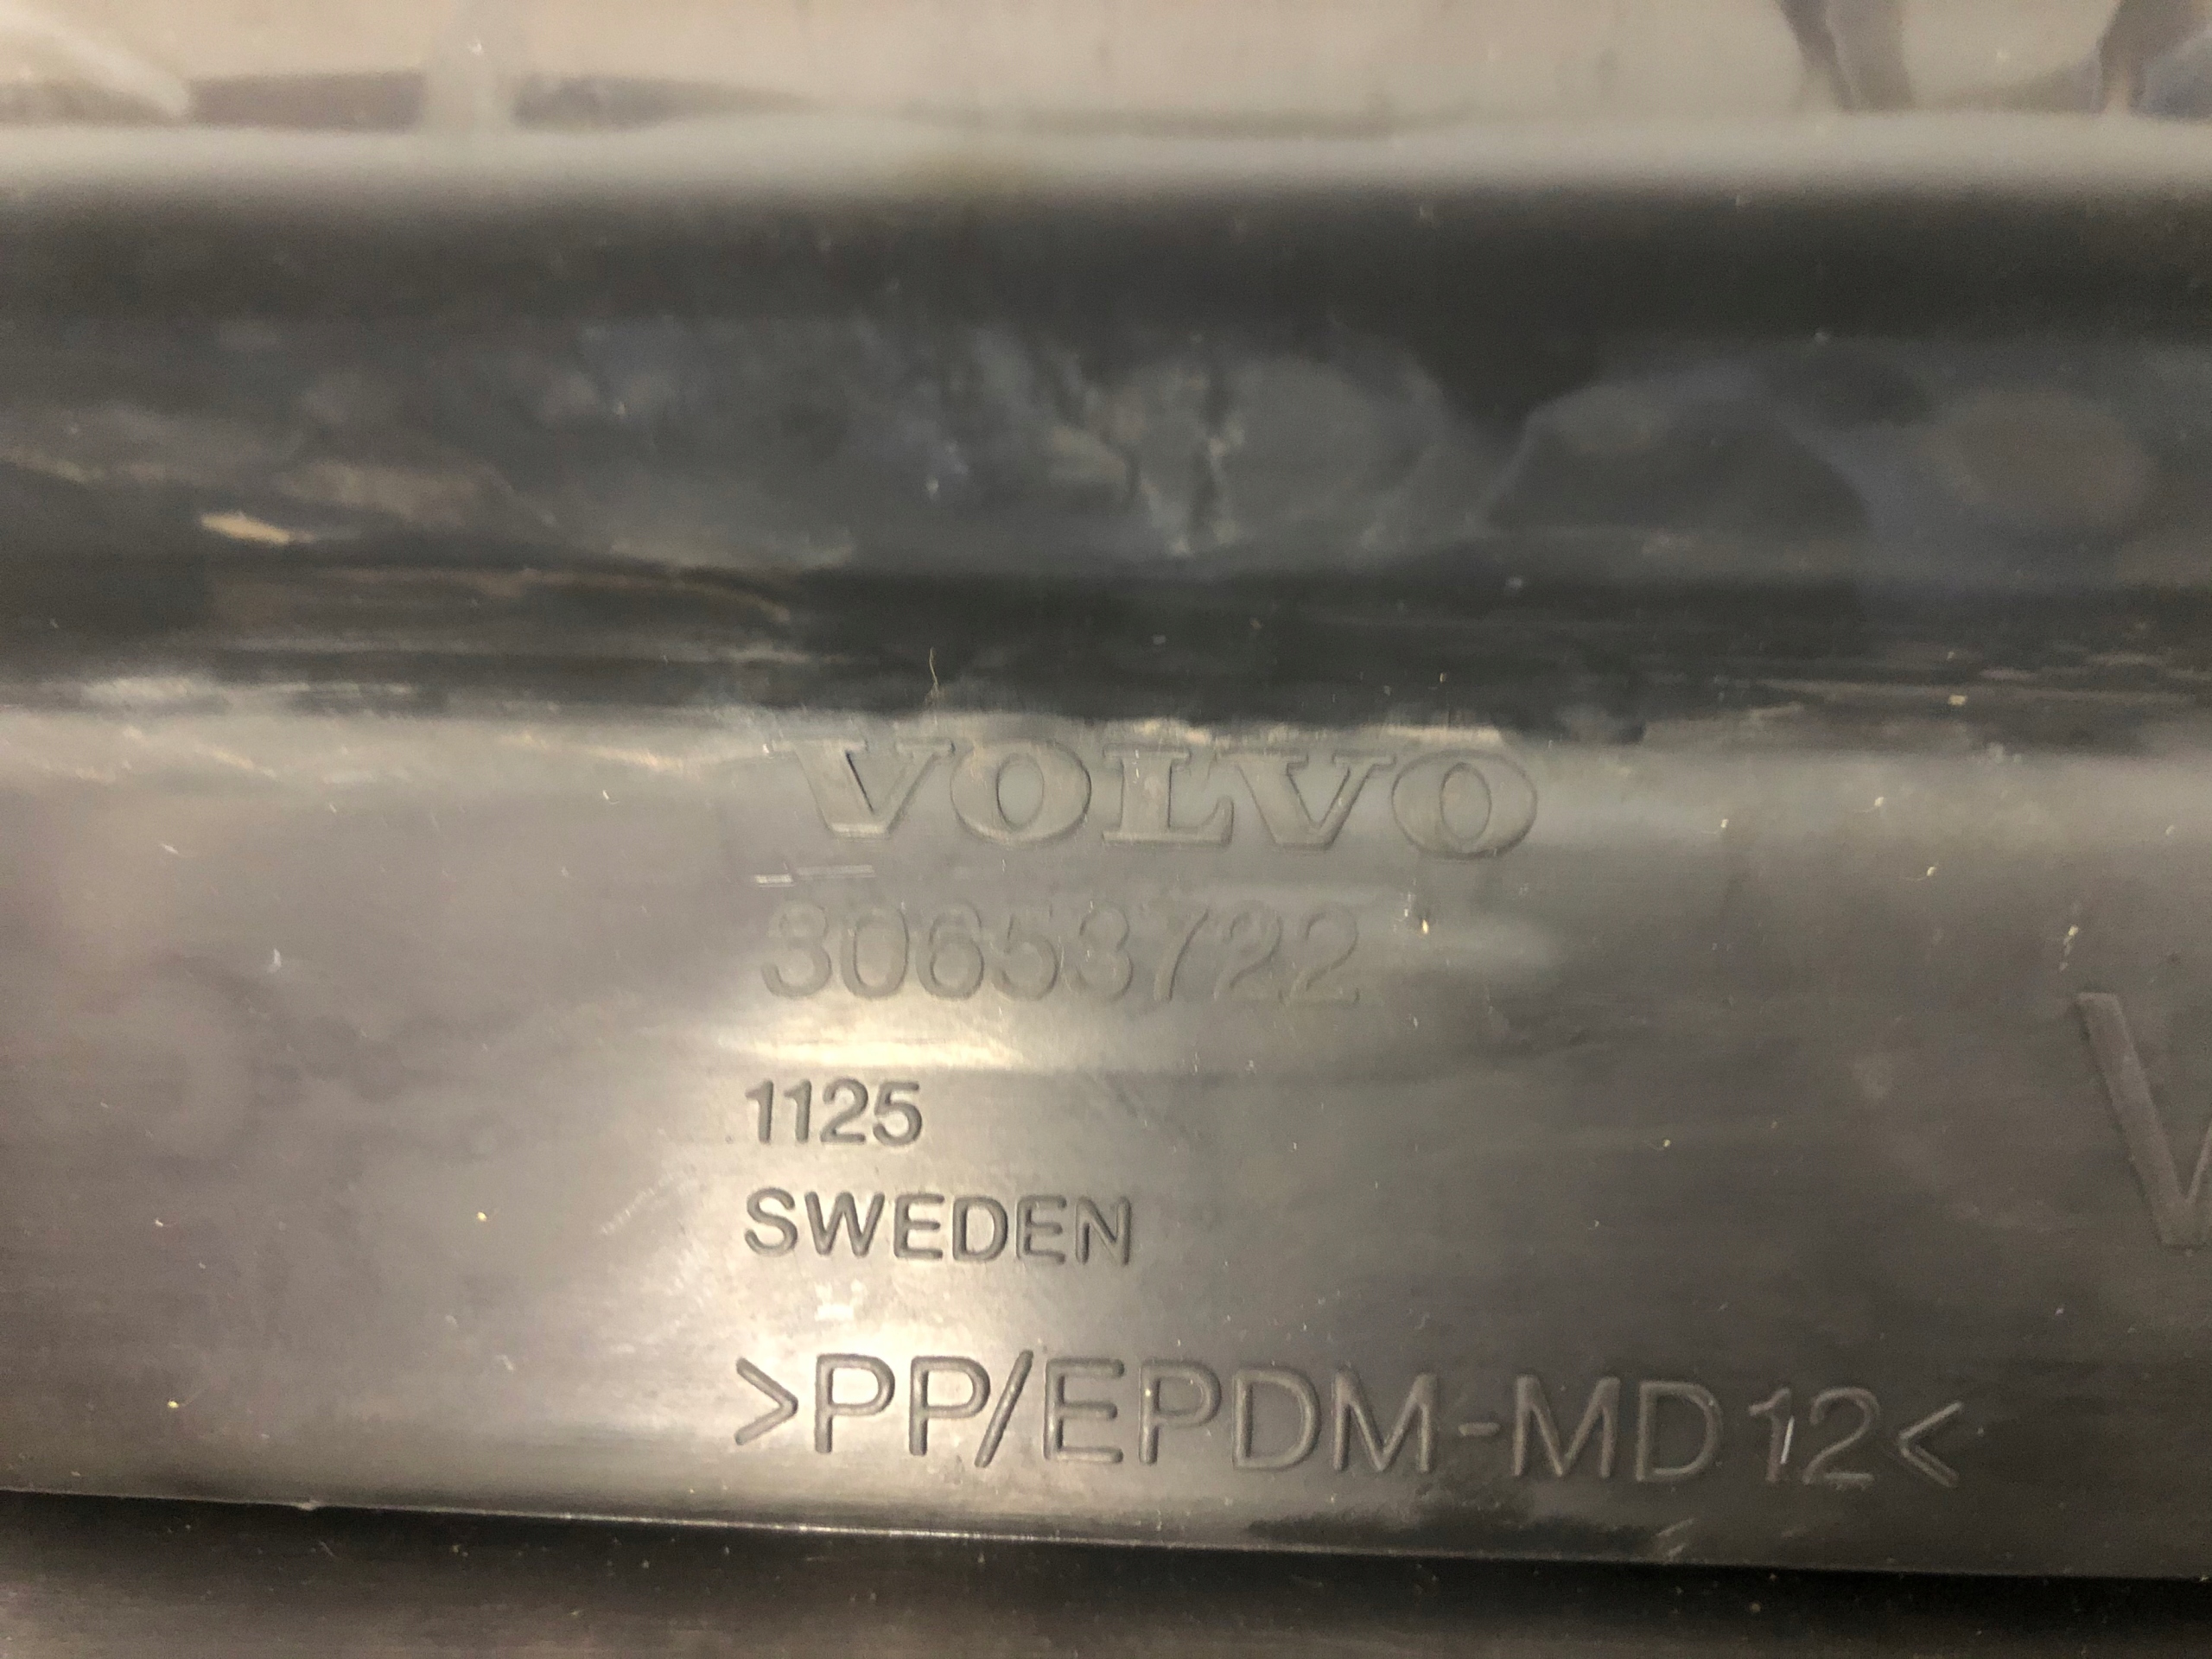 VOLVO
30653722
1125
SWEDEN
>PP/EPDM-MD12<